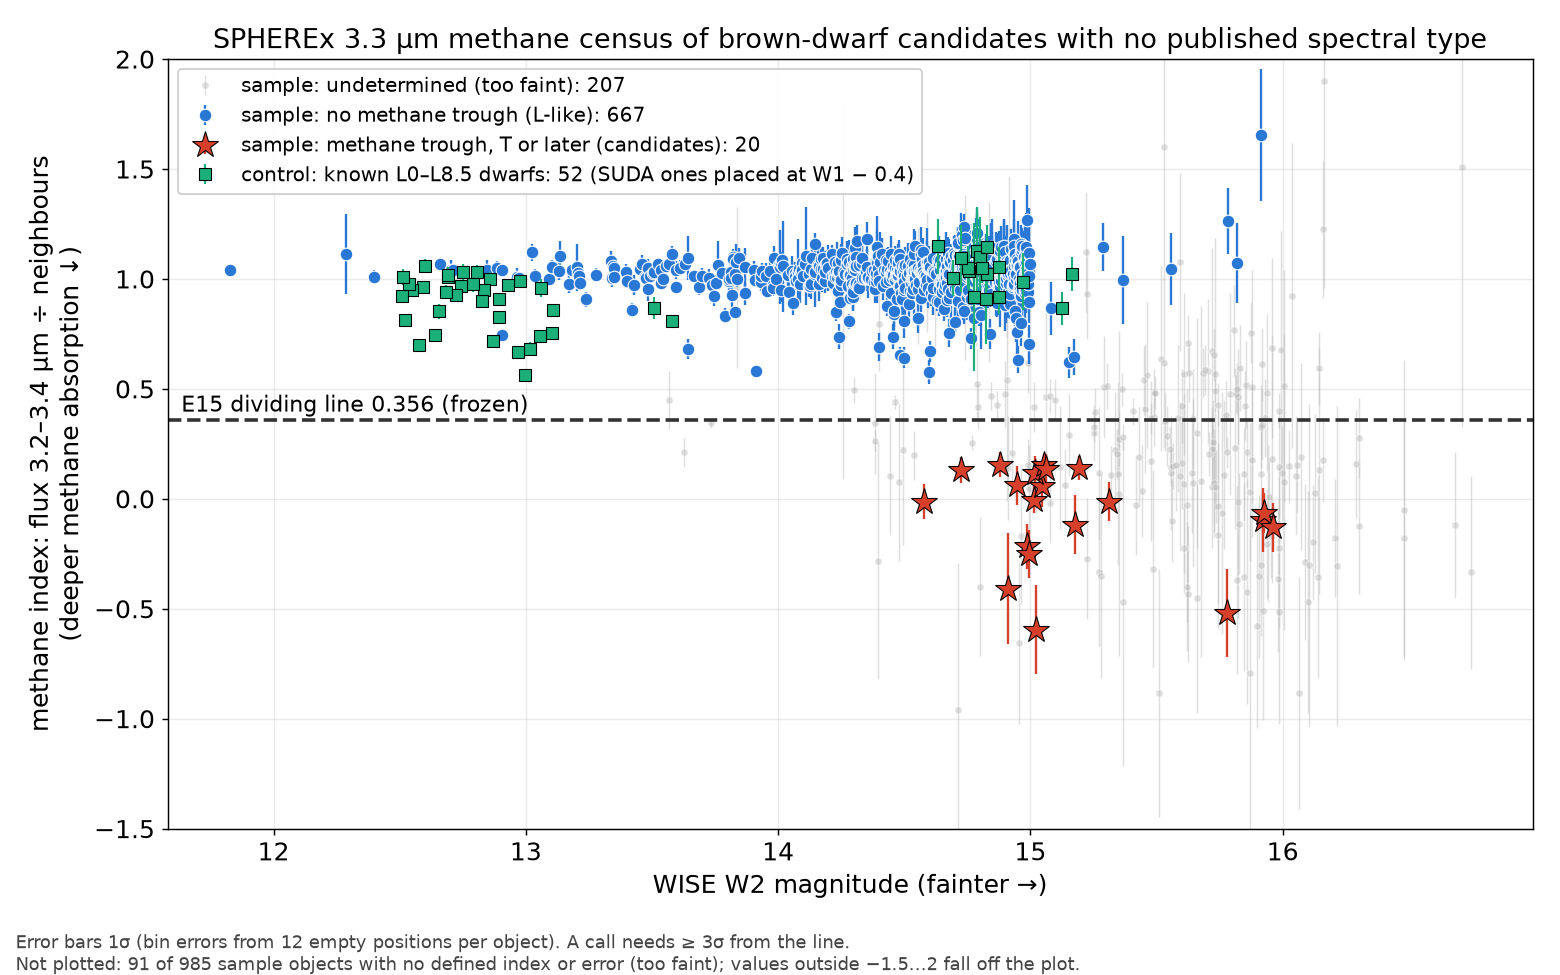 SPHEREx 3.3 µm methane census of brown-dwarf candidates with no published spectral type
sample: undetermined (too faint): 207
sample: no methane trough (L-like): 667
sample: methane trough, T or later (candidates): 20
control: known L0–L8.5 dwarfs: 52 (SUDA ones placed at W1 − 0.4)
methane index: flux 3.2–3.4 µm ÷ neighbours
(deeper methane absorption ↓)
2.0
1.5
1.0
0.5
0.0
−0.5
−1.0
−1.5
E15 dividing line 0.356 (frozen)
12
13
14
15
16
WISE W2 magnitude (fainter →)
Error bars 1σ (bin errors from 12 empty positions per object). A call needs ≥ 3σ from the line.
Not plotted: 91 of 985 sample objects with no defined index or error (too faint); values outside −1.5…2 fall off the plot.